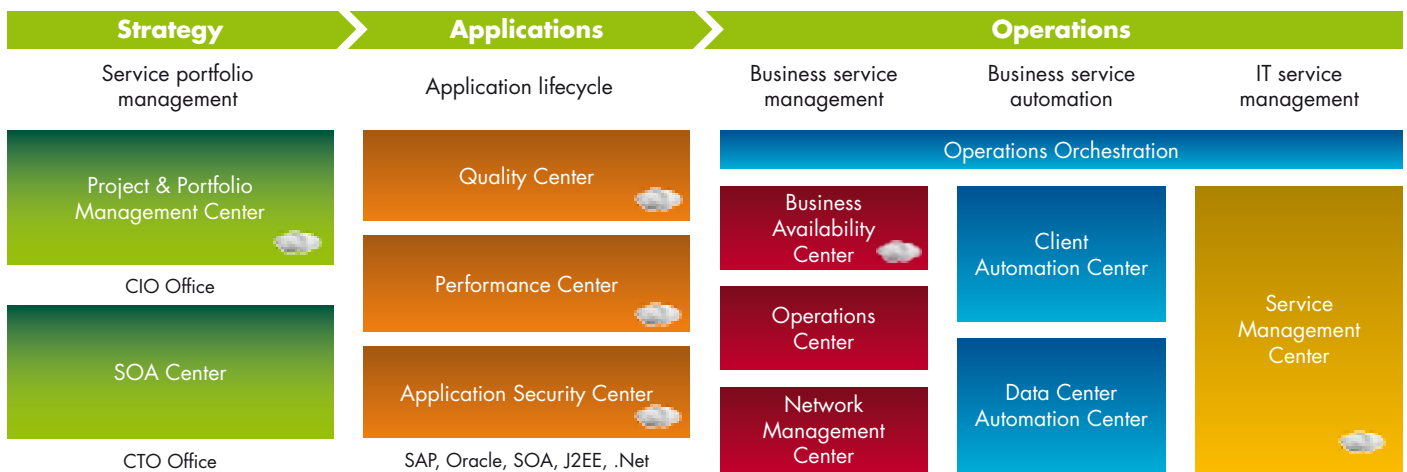 Strategy
Applications
Operations
Service portfolio
management
Application lifecycle
Business service
management
Business service
automation
IT service
management
Project & Portfolio
Management Center
CIO Office
SOA Center
CTO Office
Quality Center
Performance Center
Application Security Center
SAP, Oracle, SOA, J2EE, .Net
Operations Orchestration
Business
Availability
Center
Operations
Center
Network
Management
Center
Client
Automation Center
Data Center
Automation Center
Service
Management
Center